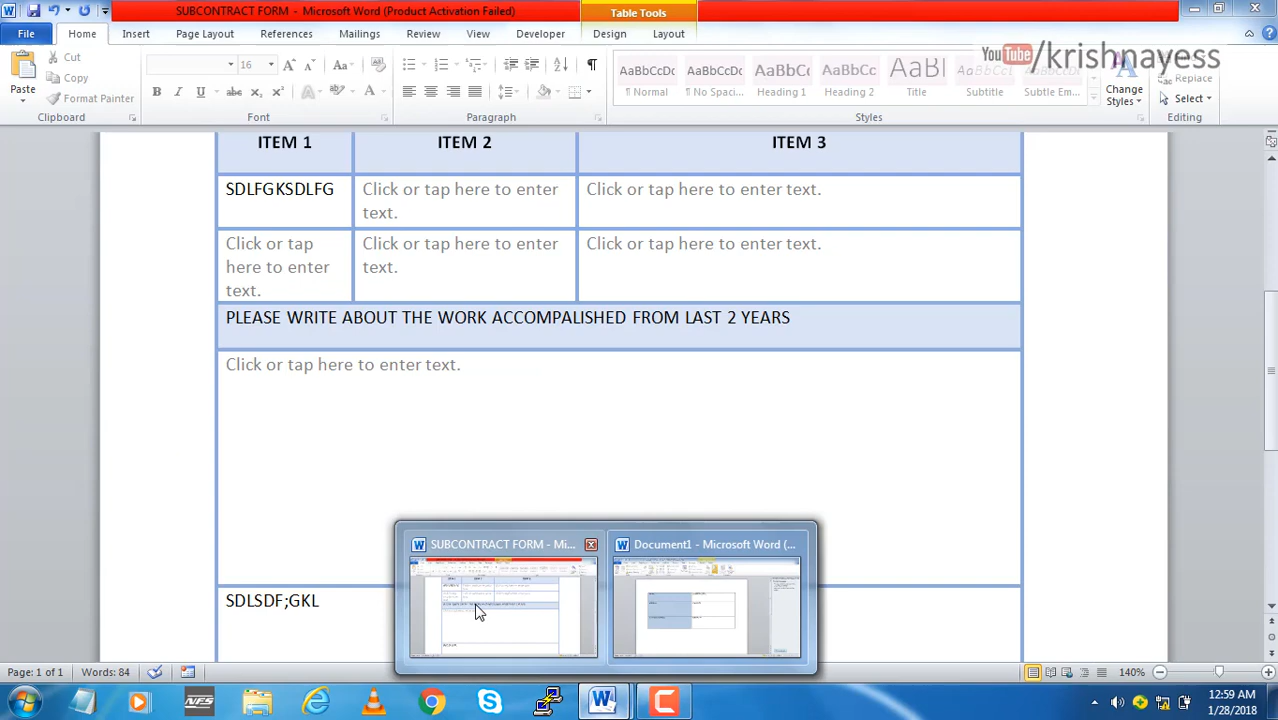 SUBCONTRACT FORM - Microsoft Word (Product Activation Failed)
Table Tools
File Home Insert Page Layout References Mailings Review View Developer Design Layout
YouTube/krishnayess
Paste
Cut
Copy
Format Painter
16
AaBbCcDc AaBbCcDc AaBbCc AaBbCc AaBl AaBbCc. AaBbCcDc
¶ Normal ¶ No Spaci... Heading 1 Heading 2 Title Subtitle Subtle Em...
Change Styles
Replace
Select
Clipboard Font Paragraph Styles Editing
ITEM 1 ITEM 2 ITEM 3
SDLFGKSDLFG
Click or tap here to enter text.
Click or tap here to enter text.
Click or tap here to enter text.
Click or tap here to enter text.
Click or tap here to enter text.
PLEASE WRITE ABOUT THE WORK ACCOMPALISHED FROM LAST 2 YEARS
Click or tap here to enter text.
SDLSDF;GKL
SUBCONTRACT FORM - Mi...
Document1 - Microsoft Word (...
Page: 1 of 1 Words: 84 140%
NFS
12:59 AM
1/28/2018